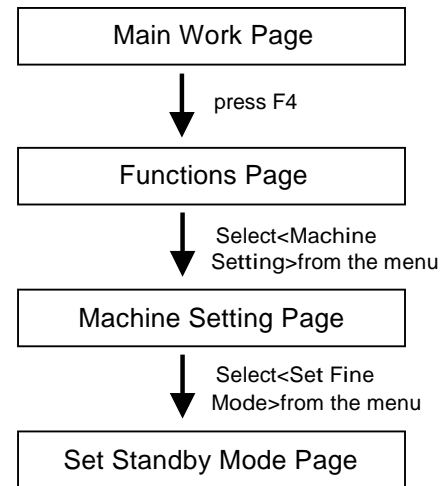 Main Work Page
press F4
Functions Page
Select<Machine
Setting>from the menu
Machine Setting Page
Select<Set Fine
Mode>from the menu
Set Standby Mode Page